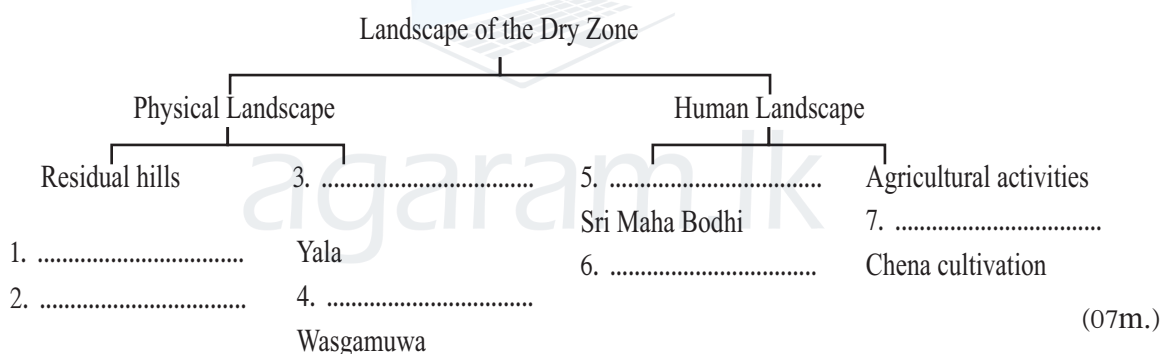 Landscape of the Dry Zone
Physical Landscape
Human Landscape
Residual hills
3. ..................................
5. ..................................
Agricultural activities
Sri Maha Bodhi
7. .................................
1. .................................
Yala
6. .................................
Chena cultivation
2. .................................
4. .................................
(07m.)
Wasgamuwa
agaram.lk